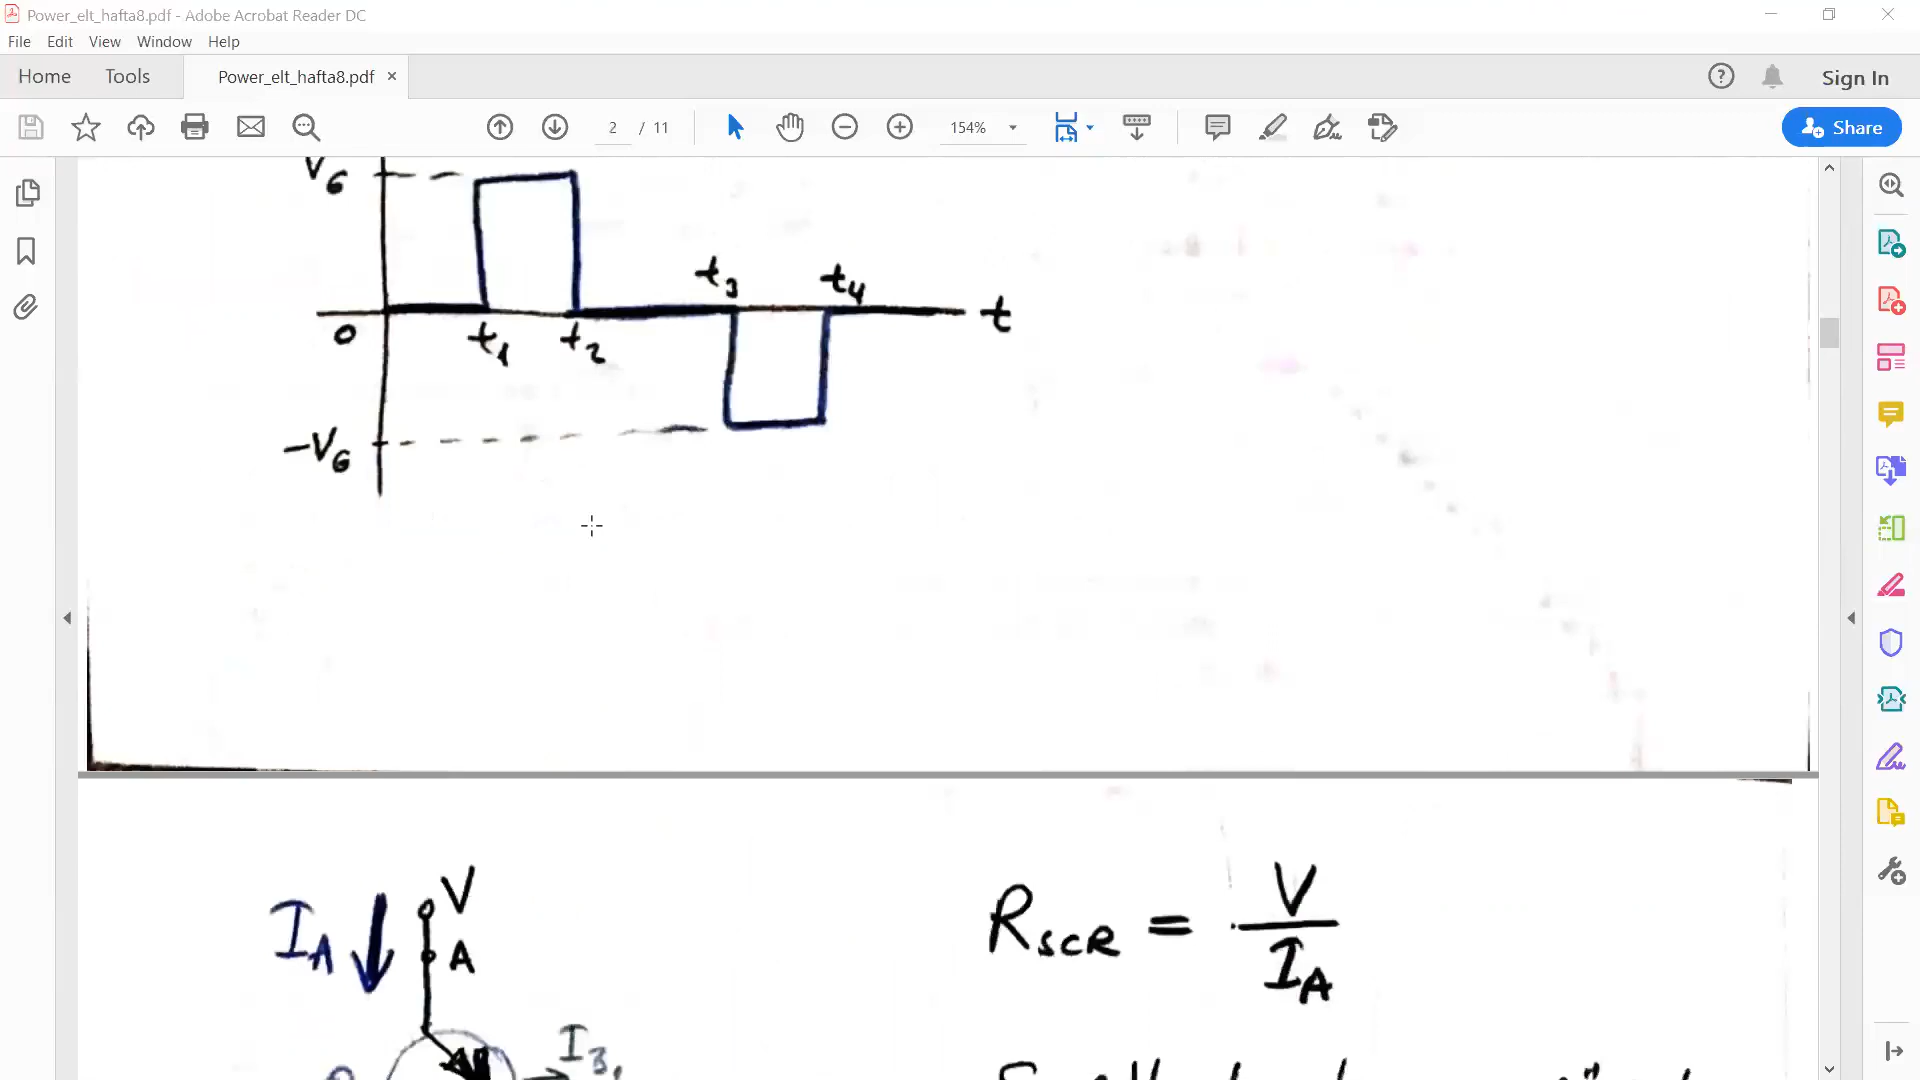 Power_elt_hafta8.pdf - Adobe Acrobat Reader DC
File Edit View Window Help
Home Tools Power_elt_hafta8.pdf × Sign In
2 / 11 154% Share
VG
t3 t4
0 t1 t2 t
-VG
V
IA A
RSCR = V
IA
I3